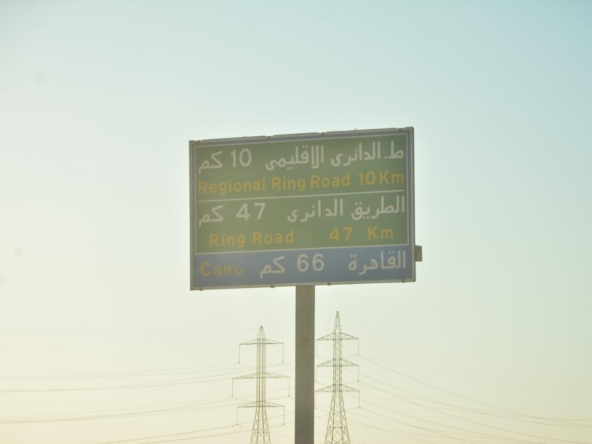 ط. الدائرى الإقليمى 10 كم
Regional Ring Road 10 Km
الطريق الدائرى 47 كم
Ring Road 47 Km
القاهرة 66 كم Cairo